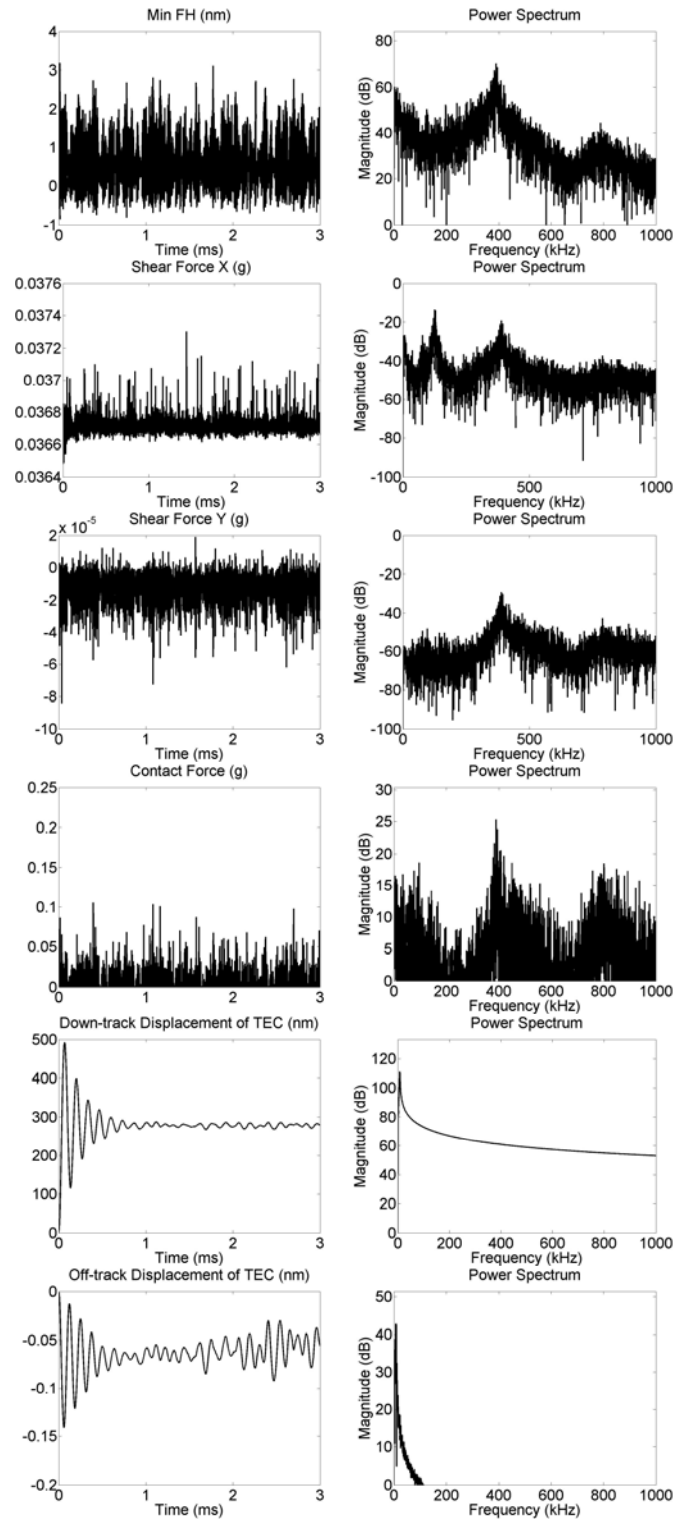 Min FH (nm)
4
3
2
1
0
-1
0 1 2 3
Time (ms)
Power Spectrum
Magnitude (dB)
80
60
40
20
0
0 200 400 600 800 1000
Frequency (kHz)
Shear Force X (g)
0.0376
0.0374
0.0372
0.037
0.0368
0.0366
0.0364
0 1 2 3
Time (ms)
Power Spectrum
Magnitude (dB)
0
-20
-40
-60
-80
-100
500 1000
Frequency (kHz)
Shear Force Y (g)
x 10-5
2
0
-2
-4
-6
-8
-10
0 1 2 3
Time (ms)
Power Spectrum
Magnitude (dB)
0
-20
-40
-60
-80
-100
0 500 1000
Frequency (kHz)
Contact Force (g)
0.25
0.2
0.15
0.1
0.05
0
0 1 2 3
Time (ms)
Power Spectrum
Magnitude (dB)
30
25
20
15
10
5
0
0 200 400 600 800 1000
Frequency (kHz)
Down-track Displacement of TEC (nm)
500
400
300
200
100
0
0 1 2 3
Time (ms)
Power Spectrum
Magnitude (dB)
120
100
80
60
40
20
0
0 200 400 600 800 1000
Frequency (kHz)
Off-track Displacement of TEC (nm)
0
-0.05
-0.1
-0.15
-0.2
0 1 2 3
Time (ms)
Power Spectrum
Magnitude (dB)
50
40
30
20
10
0
0 200 400 600 800 1000
Frequency (kHz)